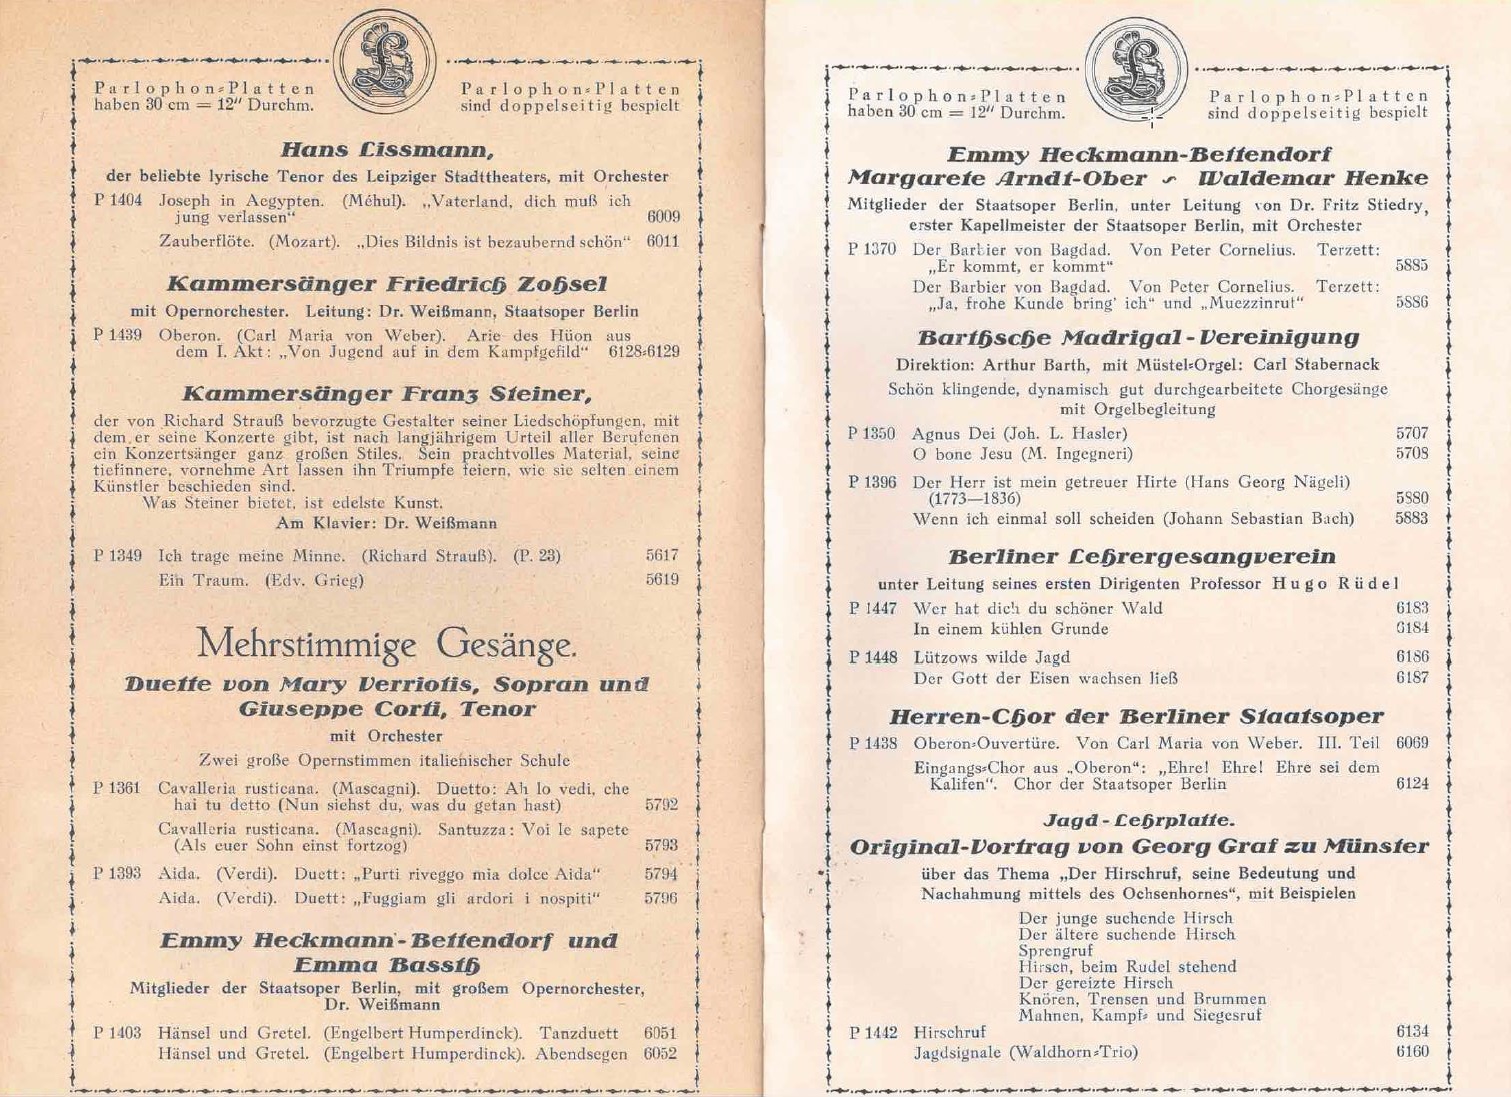 Parlophon=Platten
haben 30 cm = 12" Durchm.
Parlophon=Platten
sind doppelseitig bespielt
Hans Lissmann,
der beliebte lyrische Tenor des Leipziger Stadttheaters, mit Orchester
P 1404 Joseph in Aegypten. (Méhul). „Vaterland, dich muß ich
jung verlassen“ 6009
Zauberflöte. (Mozart). „Dies Bildnis ist bezaubernd schön“ 6011
Kammersänger Friedrich Zohsel
mit Opernorchester. Leitung: Dr. Weißmann, Staatsoper Berlin
P 1439 Oberon. (Carl Maria von Weber). Arie des Hüon aus
dem I. Akt: „Von Jugend auf in dem Kampfgefild“ 6128=6129
Kammersänger Franz Steiner,
der von Richard Strauß bevorzugte Gestalter seiner Liedschöpfungen, mit
dem er seine Konzerte gibt, ist nach langjährigem Urteil aller Berufenen
ein Konzertsänger ganz großen Stiles. Sein prachtvolles Material, seine
tiefinnere, vornehme Art lassen ihn Triumpfe feiern, wie sie selten einem
Künstler beschieden sind.
Was Steiner bietet, ist edelste Kunst.
Am Klavier: Dr. Weißmann
P 1349 Ich trage meine Minne. (Richard Strauß). (P. 23) 5617
Ein Traum. (Edv. Grieg) 5619
Mehrstimmige Gesänge.
Duette von Mary Verriotis, Sopran und
Giuseppe Corti, Tenor
mit Orchester
Zwei große Opernstimmen italienischer Schule
P 1361 Cavalleria rusticana. (Mascagni). Duetto: Ah lo vedi, che
hai tu detto (Nun siehst du, was du getan hast) 5792
Cavalleria rusticana. (Mascagni). Santuzza: Voi le sapete
(Als euer Sohn einst fortzog) 5793
P 1393 Aida. (Verdi). Duett: „Purti riveggo mia dolce Aida“ 5794
Aida. (Verdi). Duett: „Fuggiam gli ardori i nospiti“ 5796
Emmy Heckmann-Bettendorf und
Emma Bassth
Mitglieder der Staatsoper Berlin, mit großem Opernorchester,
Dr. Weißmann
P 1403 Hänsel und Gretel. (Engelbert Humperdinck). Tanzduett 6051
Hänsel und Gretel. (Engelbert Humperdinck). Abendsegen 6052
Parlophon=Platten
haben 30 cm = 12" Durchm.
Parlophon=Platten
sind doppelseitig bespielt
Emmy Heckmann-Bettendorf
Margarete Arndt-Ober ~ Waldemar Henke
Mitglieder der Staatsoper Berlin, unter Leitung von Dr. Fritz Stiedry,
erster Kapellmeister der Staatsoper Berlin, mit Orchester
P 1370 Der Barbier von Bagdad. Von Peter Cornelius. Terzett:
„Er kommt, er kommt“ 5885
Der Barbier von Bagdad. Von Peter Cornelius. Terzett:
„Ja, frohe Kunde bring' ich“ und „Muezzinrut“ 5886
Barthsche Madrigal-Vereinigung
Direktion: Arthur Barth, mit Müstel=Orgel: Carl Stabernack
Schön klingende, dynamisch gut durchgearbeitete Chorgesänge
mit Orgelbegleitung
P 1350 Agnus Dei (Joh. L. Hasler) 5707
O bone Jesu (M. Ingegneri) 5708
P 1396 Der Herr ist mein getreuer Hirte (Hans Georg Nägeli)
(1773—1836) 5880
Wenn ich einmal soll scheiden (Johann Sebastian Bach) 5883
Berliner Lehrergesangverein
unter Leitung seines ersten Dirigenten Professor Hugo Rüdel
P 1447 Wer hat dich du schöner Wald 6183
In einem kühlen Grunde 6184
P 1448 Lützows wilde Jagd 6186
Der Gott der Eisen wachsen ließ 6187
Herren-Chor der Berliner Staatsoper
P 1438 Oberon=Ouvertüre. Von Carl Maria von Weber. III. Teil 6069
Eingangs=Chor aus „Oberon“: „Ehre! Ehre! Ehre sei dem
Kalifen“. Chor der Staatsoper Berlin 6124
Jagd-Lehrplatte.
Original-Vortrag von Georg Graf zu Münster
über das Thema „Der Hirschruf, seine Bedeutung und
Nachahmung mittels des Ochsenhornes“, mit Beispielen
Der junge suchende Hirsch
Der ältere suchende Hirsch
Sprengruf
Hirsch, beim Rudel stehend
Der gereizte Hirsch
Knören, Trensen und Brummen
Mahnen, Kampf= und Siegesruf
P 1442 Hirschruf 6134
Jagdsignale (Waldhorn=Trio) 6160